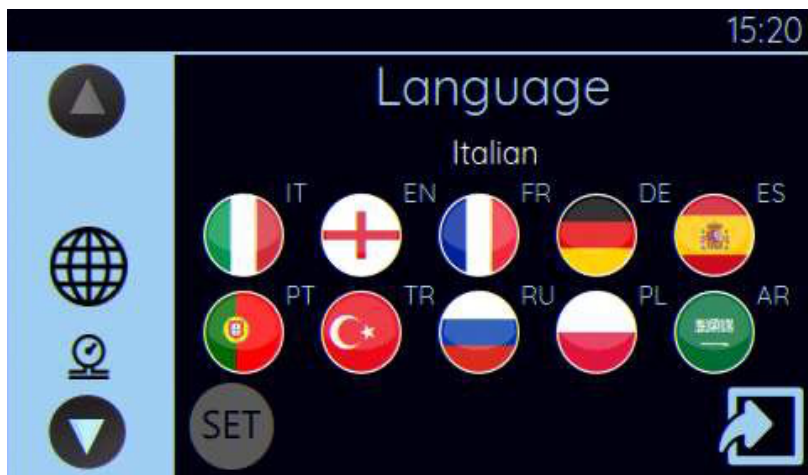 15:20
Language
Italian
IT EN FR DE ES
PT TR RU PL AR
SET